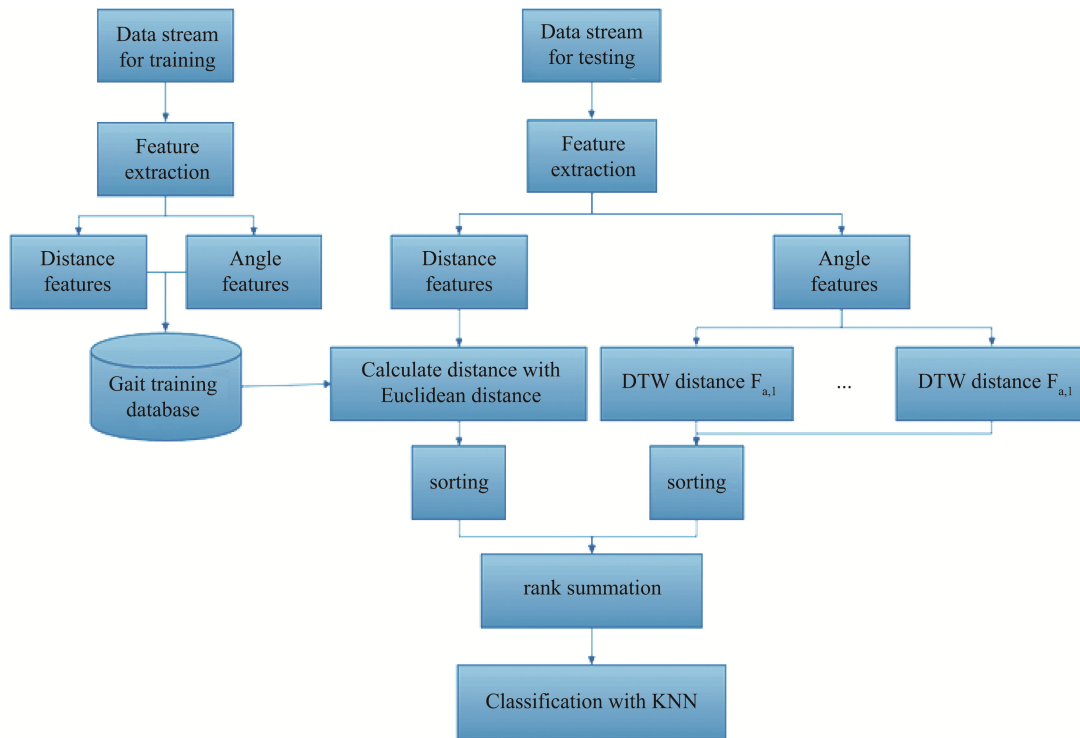 Data stream
for training
Data stream
for testing
Feature
extraction
Feature
extraction
Distance
features
Angle
features
Distance
features
Angle
features
Gait training
database
Calculate distance with
Euclidean distance
DTW distance Fa,1
...
DTW distance Fa,1
sorting
sorting
rank summation
Classification with KNN